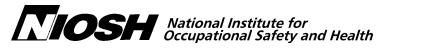 NIOSH National Institute for
Occupational Safety and Health